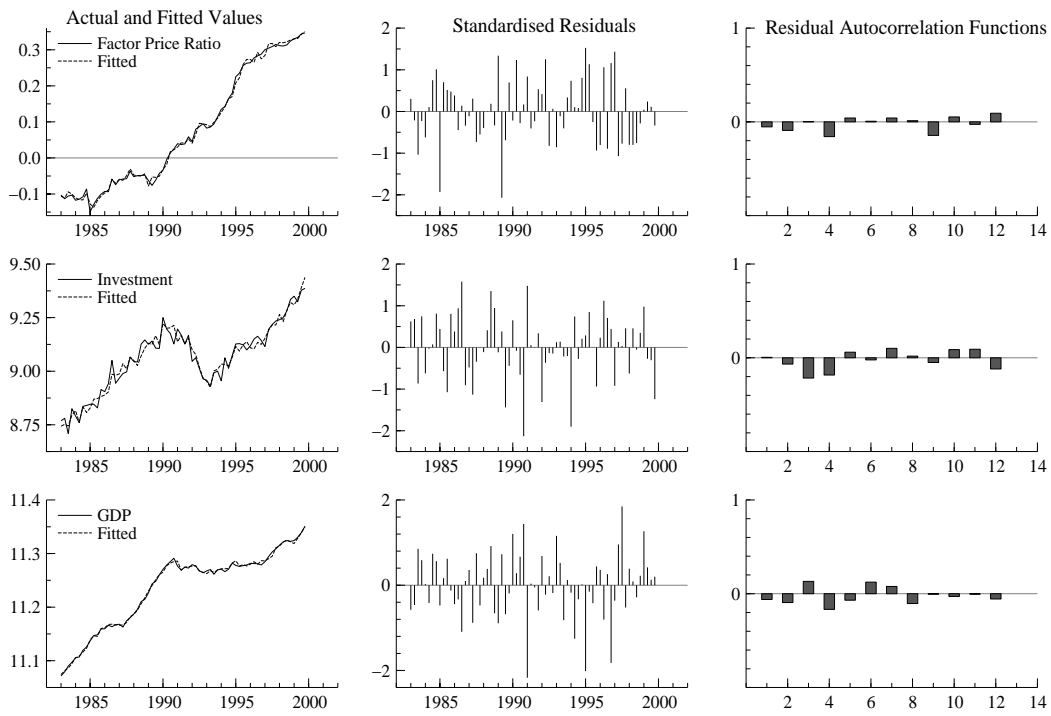 Actual and Fitted Values
Standardised Residuals
Residual Autocorrelation Functions
0.3
0.2
0.1
0.0
−0.1
Factor Price Ratio
Fitted
1985 1990 1995 2000
2
1
0
−1
−2
1985 1990 1995 2000
1
0
2 4 6 8 10 12 14
9.50
9.25
9.00
8.75
Investment
Fitted
1985 1990 1995 2000
2
0
−2
1985 1990 1995 2000
1
0
2 4 6 8 10 12 14
11.4
11.3
11.2
11.1
GDP
Fitted
1985 1990 1995 2000
2
0
−2
1985 1990 1995 2000
1
0
2 4 6 8 10 12 14